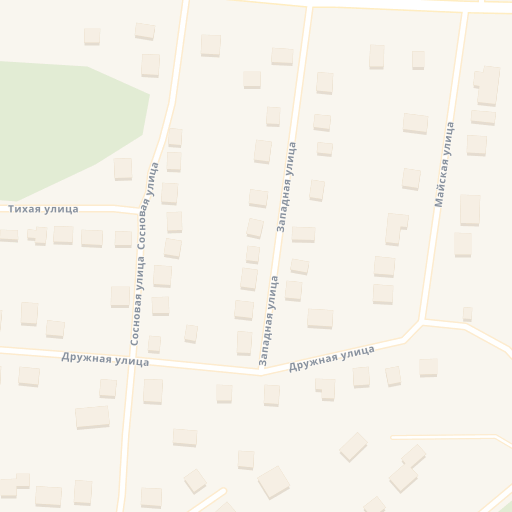 Майская улица
Западная улица
Сосновая улица
Тихая улица
Сосновая улица
Западная улица
Дружная улица
Дружная улица